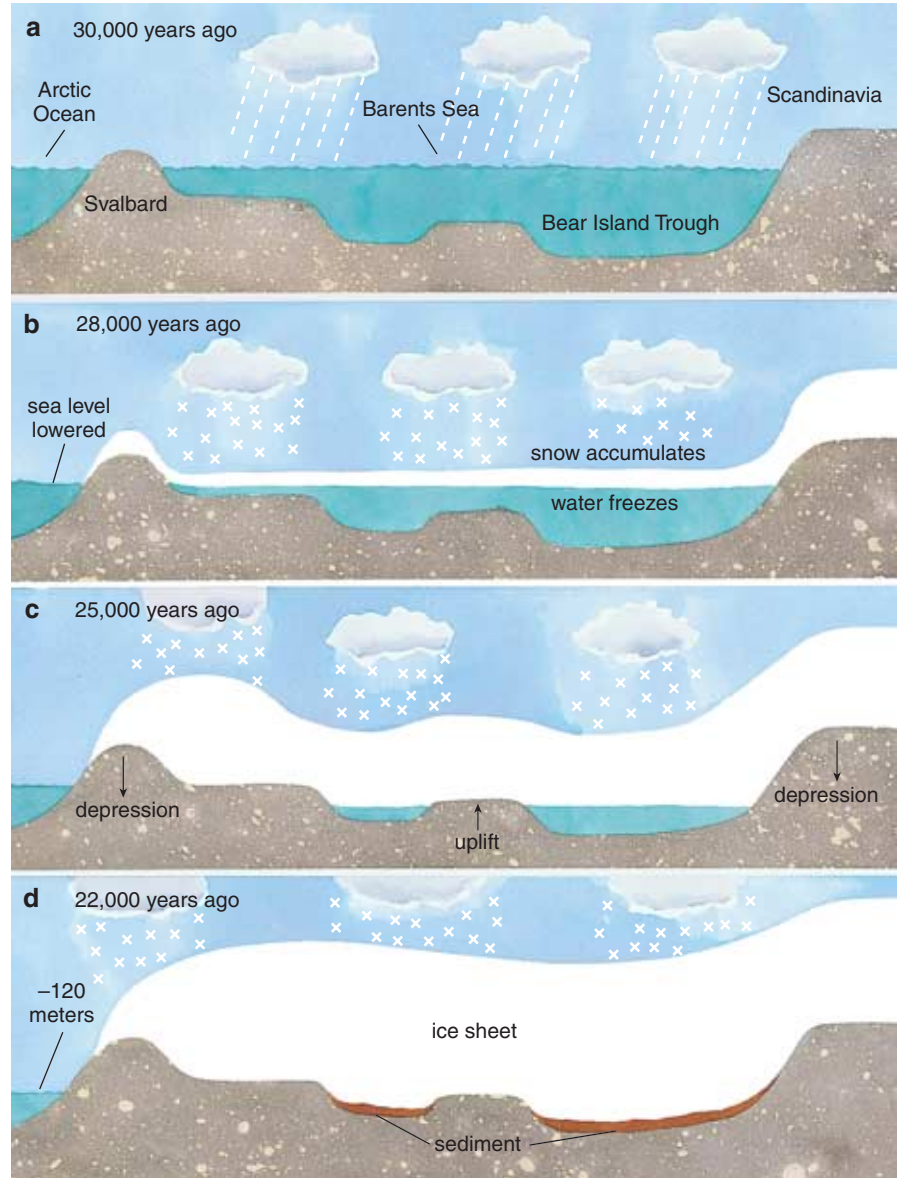 a 30,000 years ago
Arctic
Ocean
Barents Sea
Scandinavia
Svalbard
Bear Island Trough
b 28,000 years ago
sea level
lowered
snow accumulates
water freezes
c 25,000 years ago
depression
uplift
depression
d 22,000 years ago
–120
meters
ice sheet
sediment